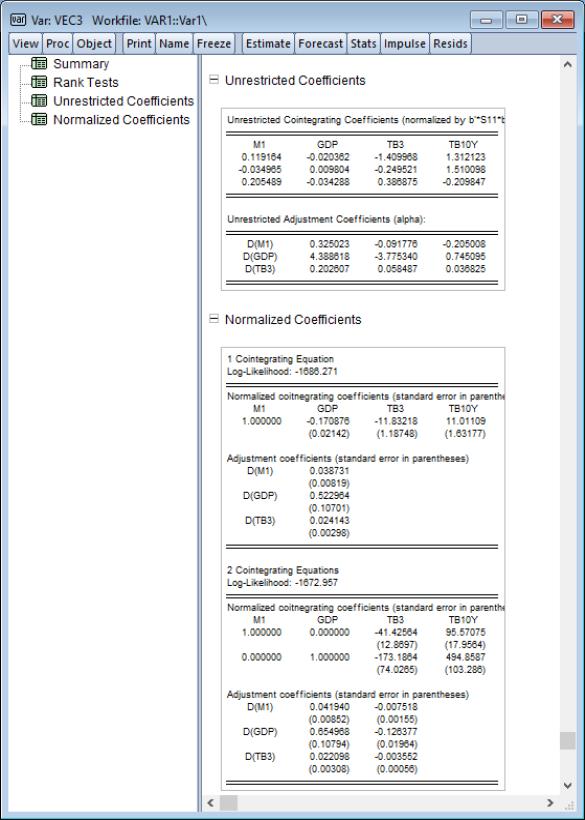 Var: VEC3 Workfile: VAR1::Var1\
View Proc Object Print Name Freeze Estimate Forecast Stats Impulse Resids
Summary
Rank Tests
Unrestricted Coefficients
Normalized Coefficients
Unrestricted Coefficients
Unrestricted Cointegrating Coefficients (normalized by b'*S11*b
M1 GDP TB3 TB10Y
0.119164 -0.020362 -1.409968 1.312123
-0.034965 0.009804 -0.249521 1.510098
0.205489 -0.034288 0.386875 -0.209847
Unrestricted Adjustment Coefficients (alpha):
D(M1) 0.325023 -0.091776 -0.205008
D(GDP) 4.388618 -3.775340 0.745095
D(TB3) 0.202607 0.058487 0.036825
Normalized Coefficients
1 Cointegrating Equation
Log-Likelihood: -1686.271
Normalized coitnegrating coefficients (standard error in parenthe
M1 GDP TB3 TB10Y
1.000000 -0.170876 -11.83218 11.01109
(0.02142) (1.18748) (1.63177)
Adjustment coefficients (standard error in parentheses)
D(M1) 0.038731
(0.00819)
D(GDP) 0.522964
(0.10701)
D(TB3) 0.024143
(0.00298)
2 Cointegrating Equations
Log-Likelihood: -1672.957
Normalized coitnegrating coefficients (standard error in parenthe
M1 GDP TB3 TB10Y
1.000000 0.000000 -41.42564 95.57075
(12.8697) (17.9564)
0.000000 1.000000 -173.1864 494.8587
(74.0265) (103.286)
Adjustment coefficients (standard error in parentheses)
D(M1) 0.041940 -0.007518
(0.00852) (0.00155)
D(GDP) 0.654968 -0.126377
(0.10794) (0.01964)
D(TB3) 0.022098 -0.003552
(0.00308) (0.00056)